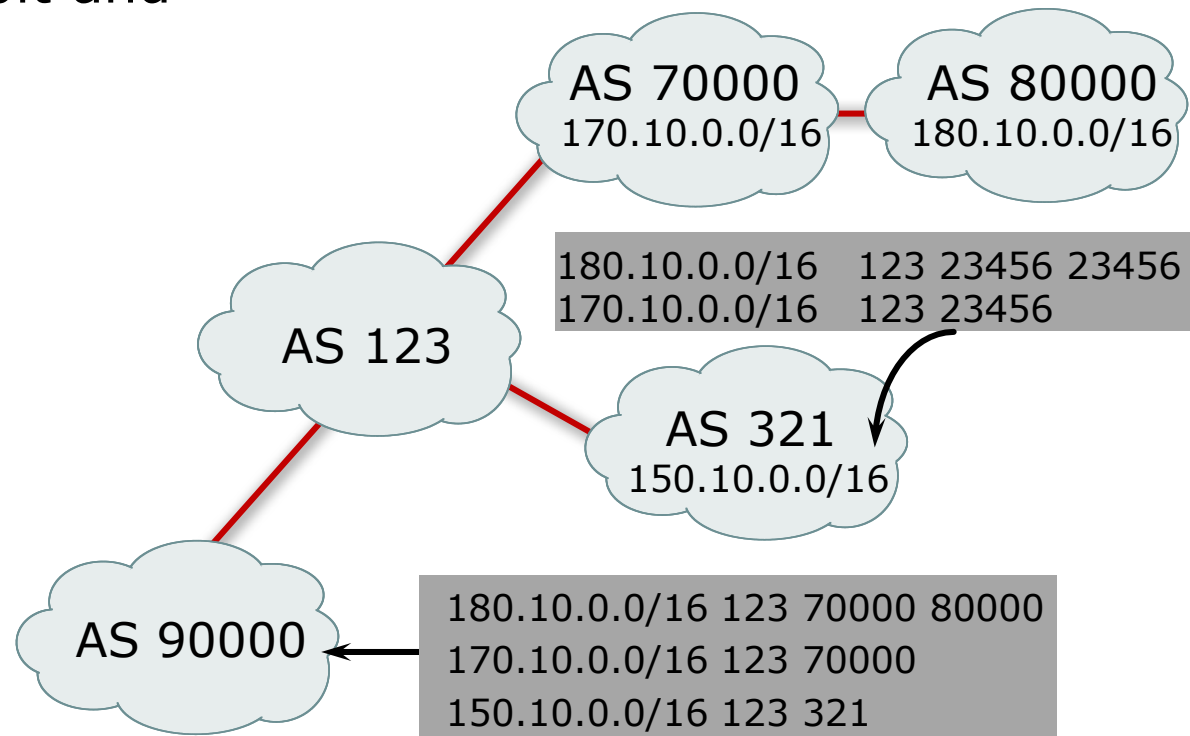 AS 70000
170.10.0.0/16
AS 80000
180.10.0.0/16
180.10.0.0/16 123 23456 23456
170.10.0.0/16 123 23456
AS 123
AS 321
150.10.0.0/16
AS 90000
180.10.0.0/16 123 70000 80000
170.10.0.0/16 123 70000
150.10.0.0/16 123 321